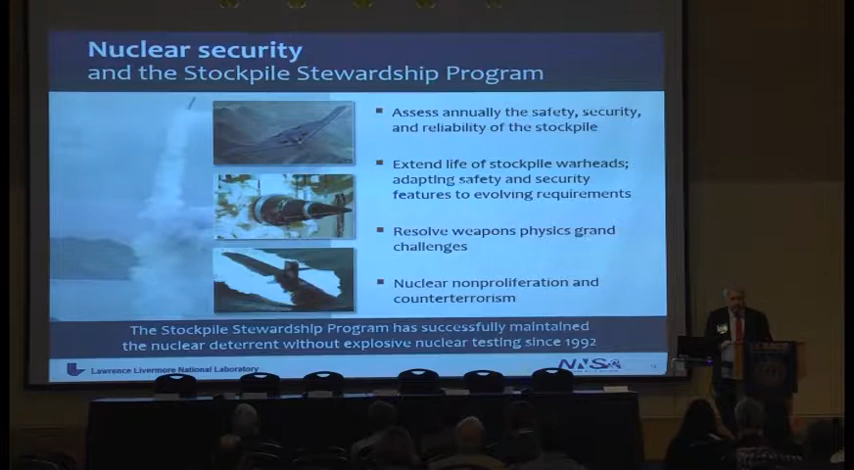 Nuclear security
and the Stockpile Stewardship Program
Assess annually the safety, security,
and reliability of the stockpile
Extend life of stockpile warheads;
adapting safety and security
features to evolving requirements
Resolve weapons physics grand
challenges
Nuclear nonproliferation and
counterterrorism
The Stockpile Stewardship Program has successfully maintained
the nuclear deterrent without explosive nuclear testing since 1992
Lawrence Livermore National Laboratory
NNSA